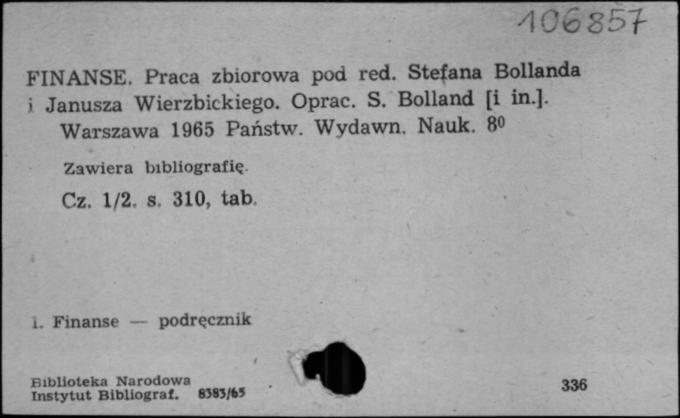 106857
FINANSE. Praca zbiorowa pod red. Stefana Bollanda
i Janusza Wierzbickiego. Oprac. S. Bolland [i in.].
Warszawa 1965 Państw. Wydawn. Nauk. 8⁰
Zawiera bibliografię.
Cz. 1/2. s. 310, tab.
1. Finanse — podręcznik
Biblioteka Narodowa
Instytut Bibliograf. 8383/65
336